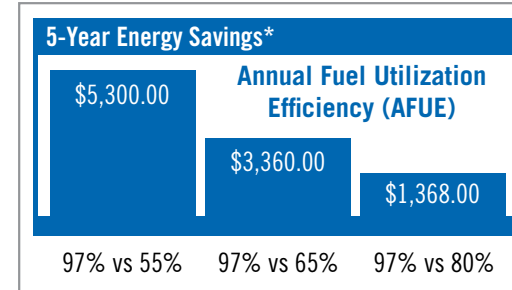 5-Year Energy Savings*
Annual Fuel Utilization
Efficiency (AFUE)
$5,300.00
$3,360.00
$1,368.00
97% vs 55%
97% vs 65%
97% vs 80%